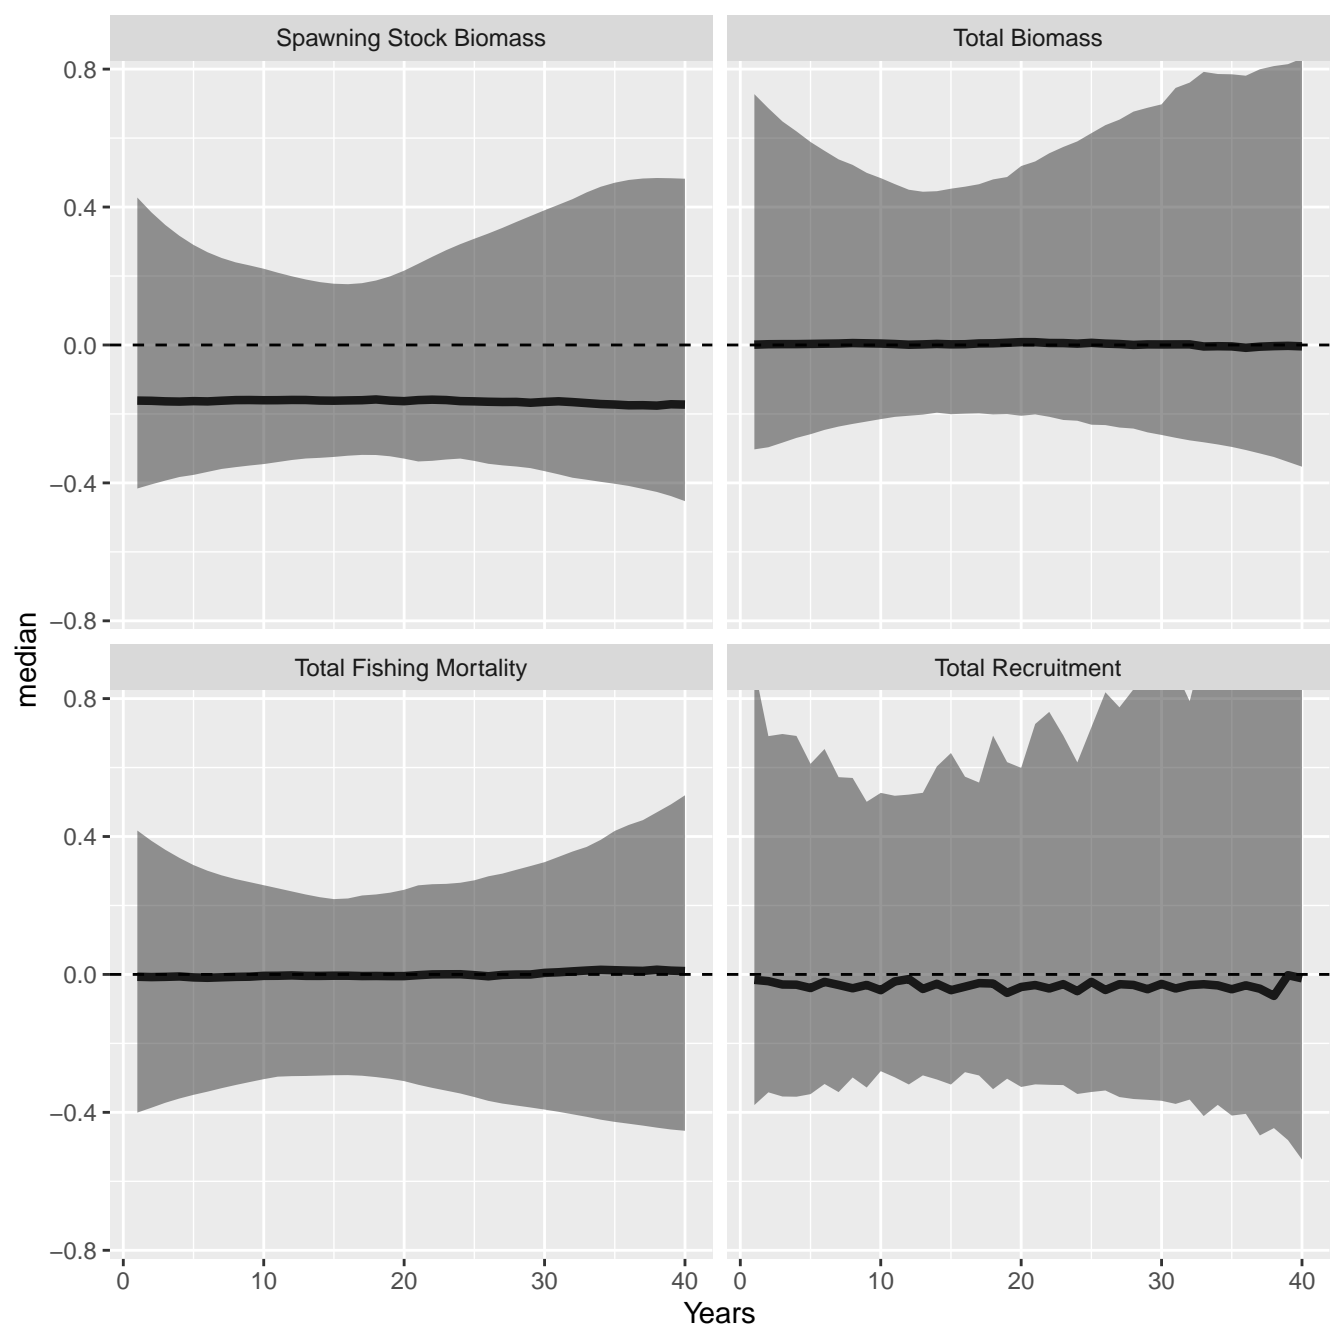 Spawning Stock Biomass
Total Biomass
0.8
0.4
0.0
−0.4
−0.8
median
Total Fishing Mortality
Total Recruitment
0.8
0.4
0.0
−0.4
−0.8
0 10 20 30 40
0 10 20 30 40
Years